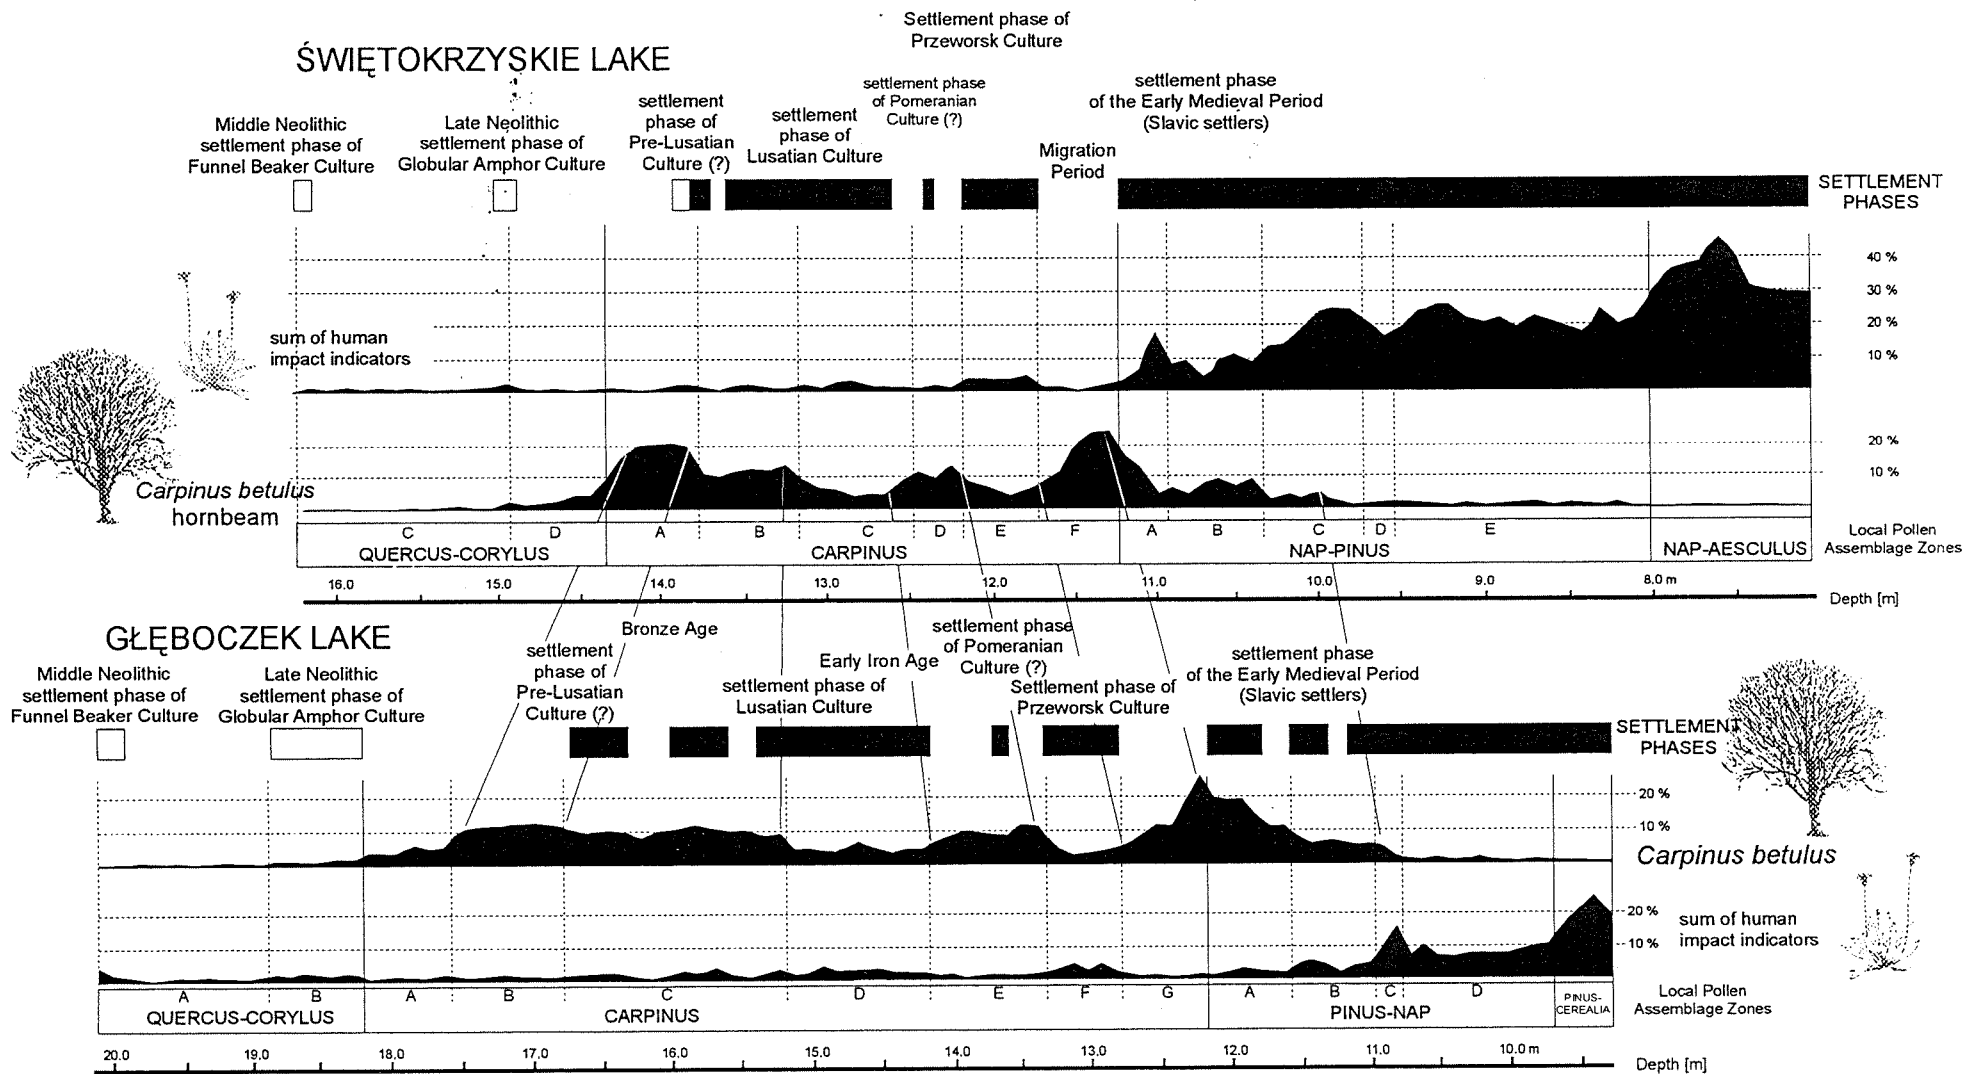 Settlement phase of
Przeworsk Culture
ŚWIĘTOKRZYSKIE LAKE
settlement phase
of Pomeranian
Culture (?)
settlement phase
of the Early Medieval Period
(Slavic settlers)
Middle Neolithic
settlement phase of
Funnel Beaker Culture
Late Neolithic
settlement phase of
Globular Amphor Culture
settlement
phase of
Pre-Lusatian
Culture (?)
settlement
phase of
Lusatian Culture
Migration
Period
SETTLEMENT
PHASES
40 %
30 %
20 %
10 %
sum of human
impact indicators
20 %
10 %
Carpinus betulus
hornbeam
C D A B C D E F A B C D E
QUERCUS-CORYLUS CARPINUS NAP-PINUS NAP-AESCULUS
Local Pollen
Assemblage Zones
16.0 15.0 14.0 13.0 12.0 11.0 10.0 9.0 8.0 m
Depth [m]
GŁĘBOCZEK LAKE
Bronze Age
Early Iron Age
Middle Neolithic
settlement phase of
Funnel Beaker Culture
Late Neolithic
settlement phase of
Globular Amphor Culture
settlement
phase of
Pre-Lusatian
Culture (?)
settlement phase of
Lusatian Culture
settlement phase
of Pomeranian
Culture (?)
Settlement phase of
Przeworsk Culture
settlement phase
of the Early Medieval Period
(Slavic settlers)
SETTLEMENT
PHASES
20 %
10 %
Carpinus betulus
20 %
10 %
sum of human
impact indicators
A B A B C D E F G A B C D
QUERCUS-CORYLUS CARPINUS PINUS-NAP
PINUS-
CEREALIA
Local Pollen
Assemblage Zones
20.0 19.0 18.0 17.0 16.0 15.0 14.0 13.0 12.0 11.0 10.0 m
Depth [m]